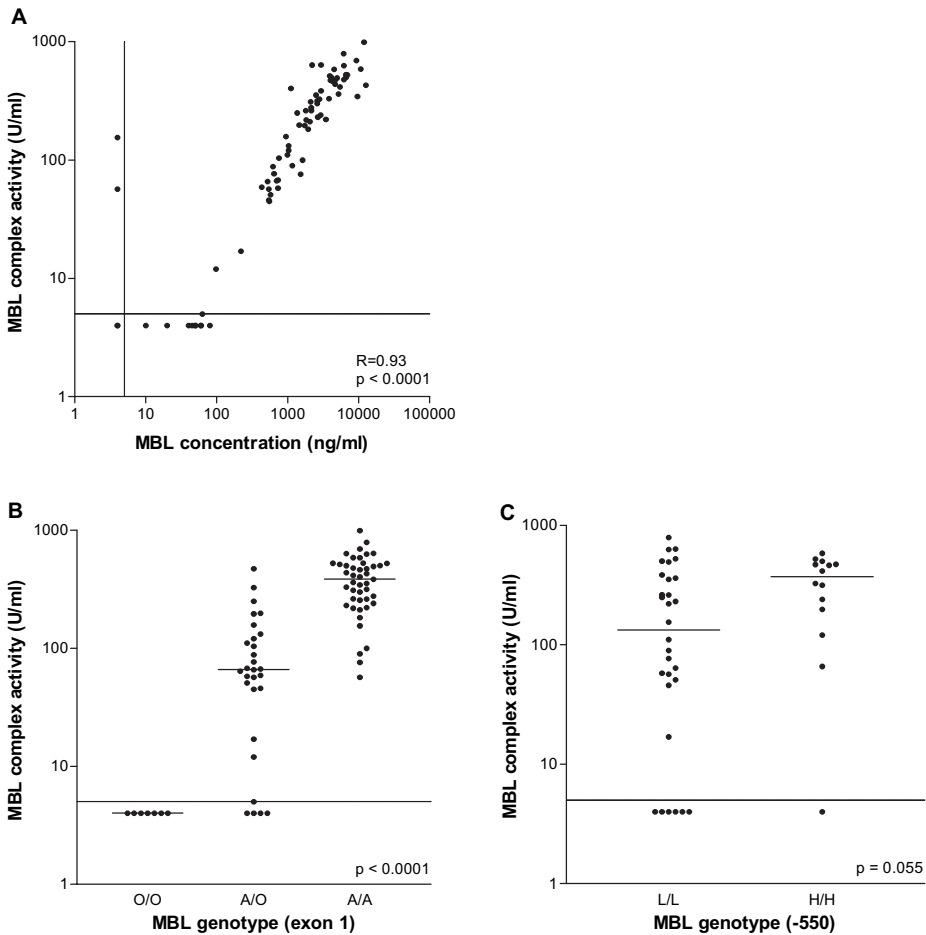 A
MBL complex activity (U/ml)
1000
100
10
1
R=0.93
p < 0.0001
1 10 100 1000 10000 100000
MBL concentration (ng/ml)
B
MBL complex activity (U/ml)
1000
100
10
1
p < 0.0001
O/O A/O A/A
MBL genotype (exon 1)
C
MBL complex activity (U/ml)
1000
100
10
1
p = 0.055
L/L H/H
MBL genotype (-550)